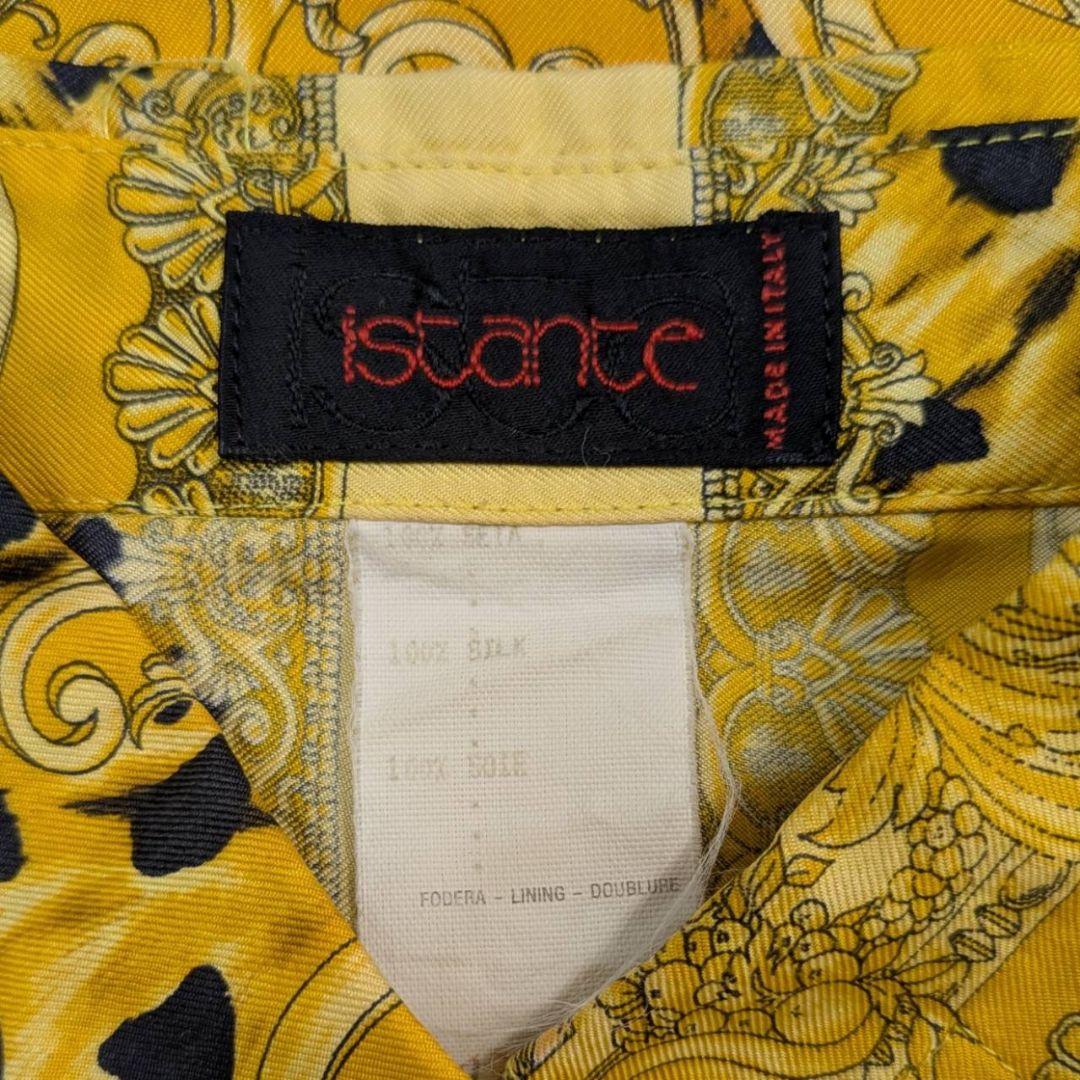 istante
MADE IN ITALY
100% SETA
100% SILK
100% SOIE
FODERA - LINING - DOUBLURE